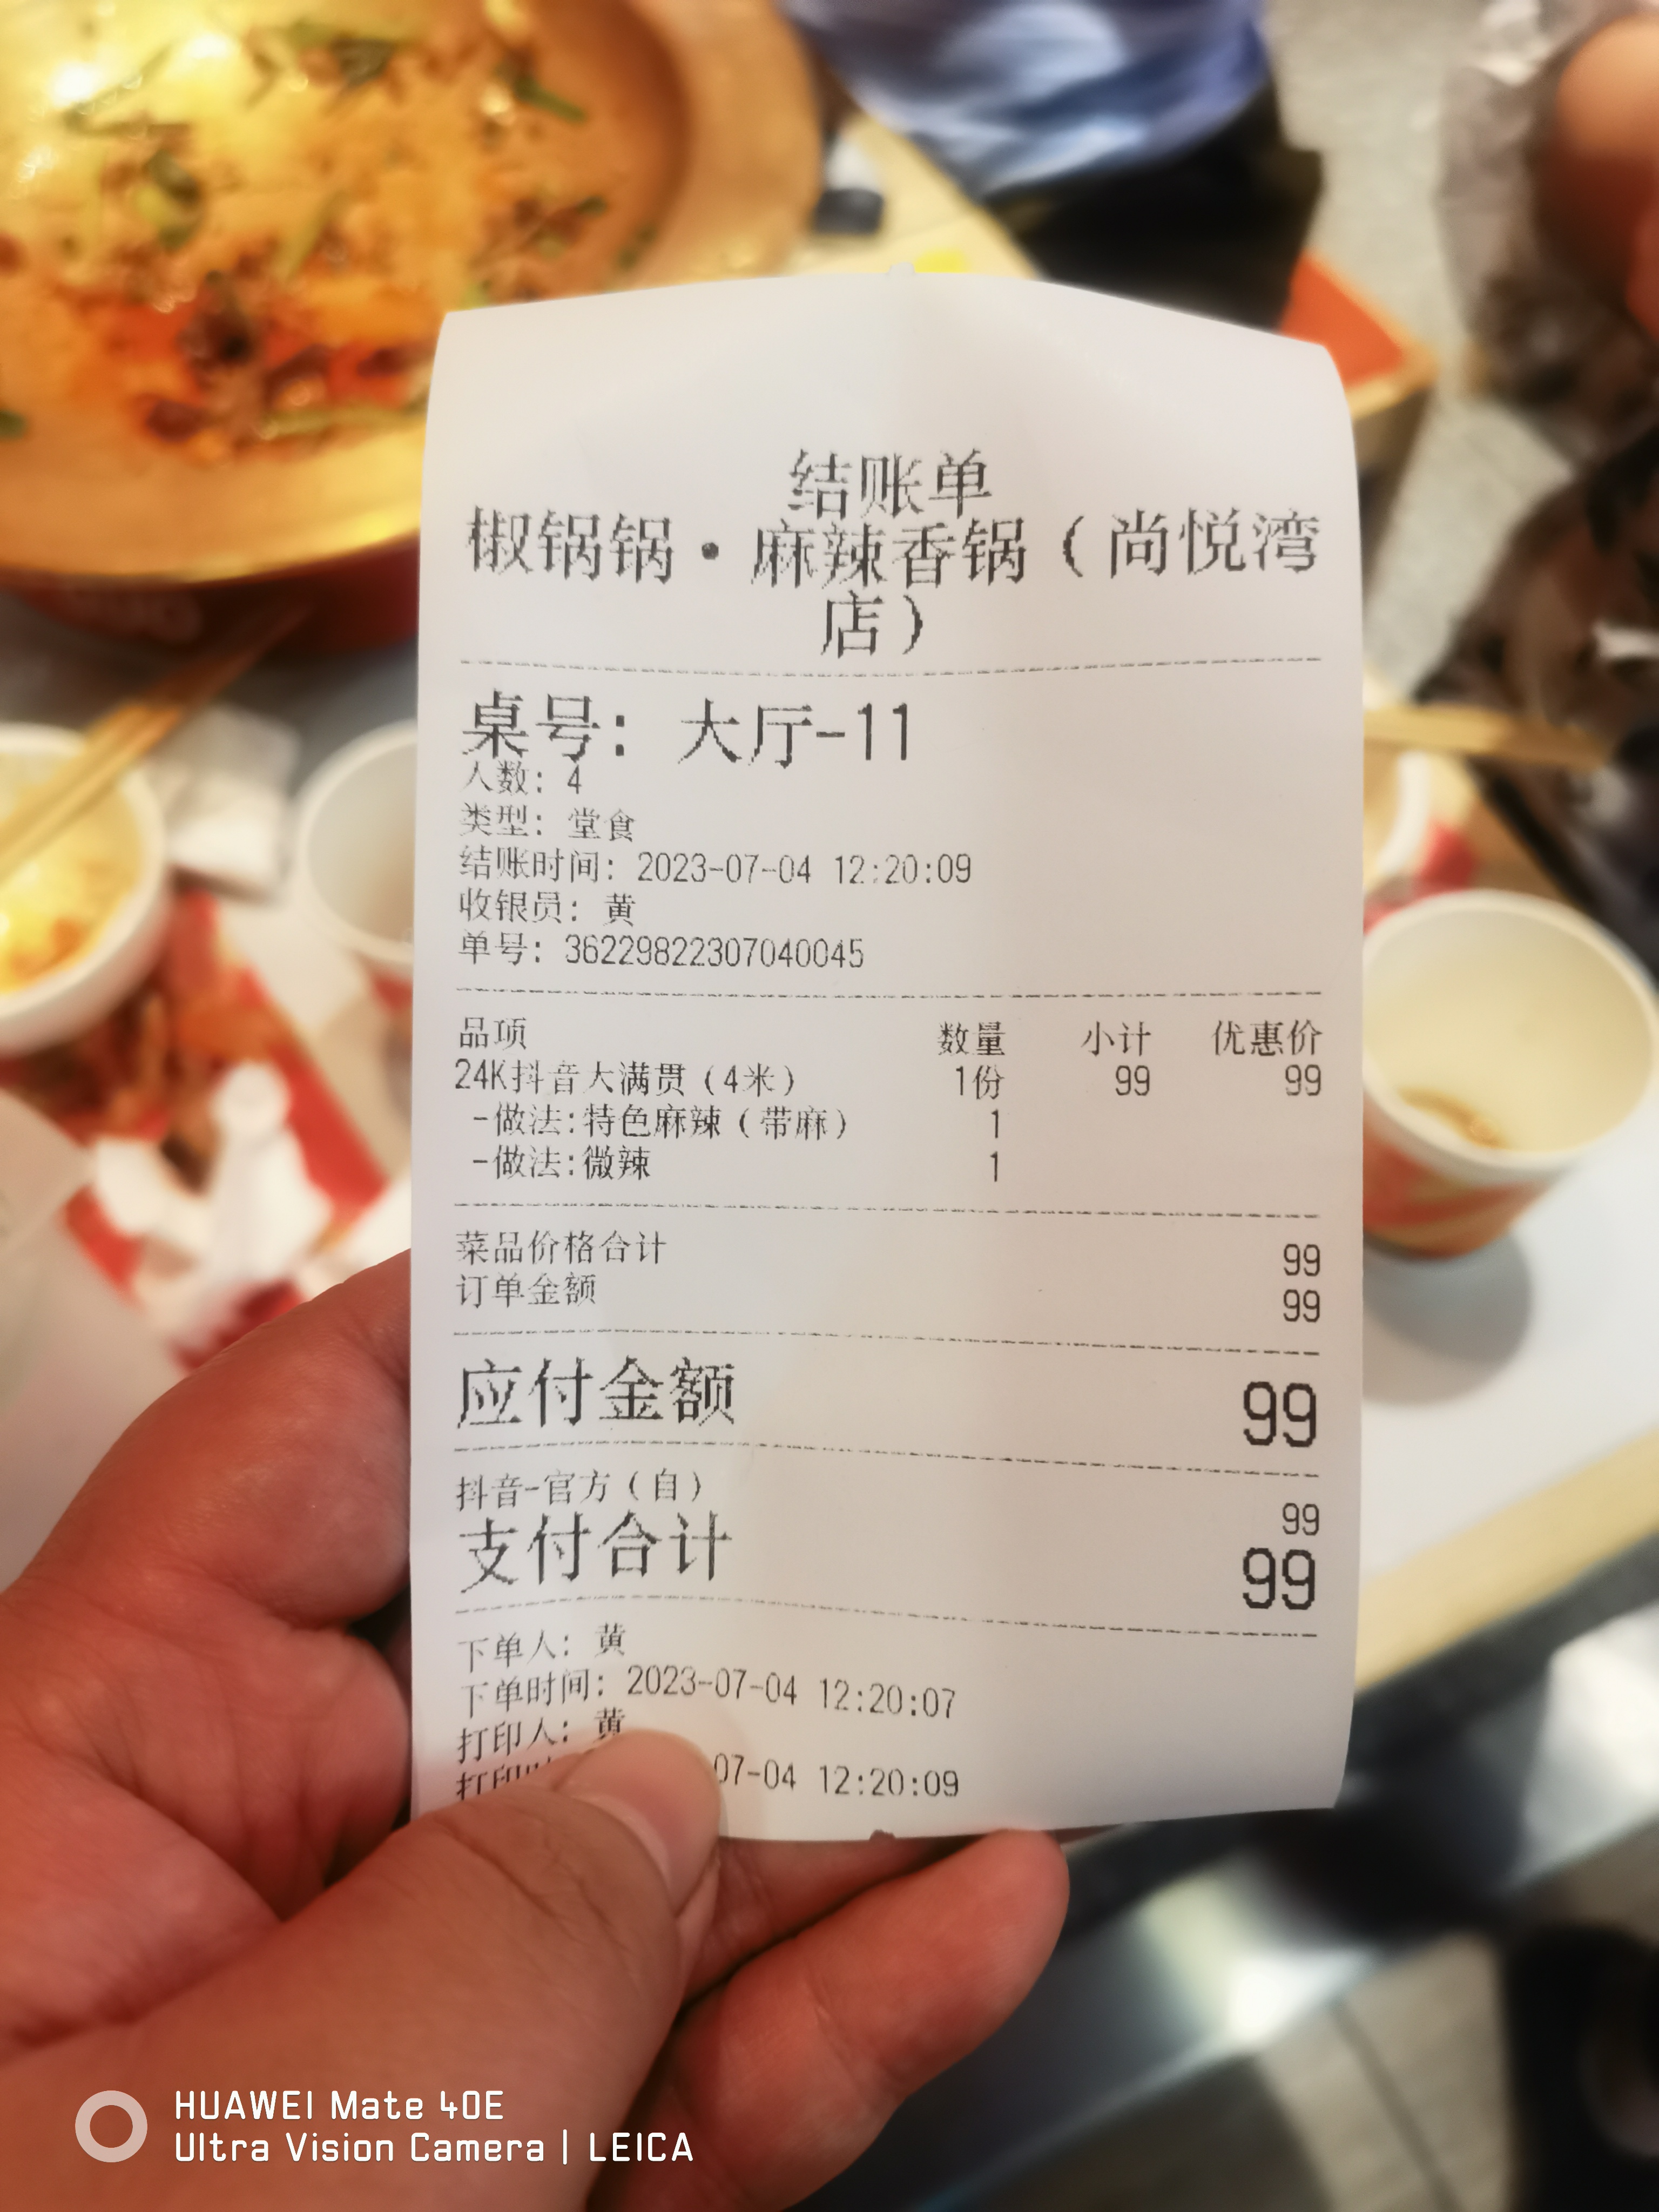 结账单
椒锅锅·麻辣香锅（尚悦湾
店）
桌号: 大厅-11
人数: 4
类型: 堂食
结账时间: 2023-07-04 12:20:09
收银员: 黄
单号: 36229822307040045
品项 数量 小计 优惠价
24K抖音大满贯（4米） 1份 99 99
-做法:特色麻辣（带麻） 1
-做法:微辣 1
菜品价格合计 99
订单金额 99
应付金额 99
抖音-官方（自） 99
支付合计 99
下单人: 黄
下单时间: 2023-07-04 12:20:07
打印人: 黄
打印 07-04 12:20:09
HUAWEI Mate 40E
Ultra Vision Camera | LEICA